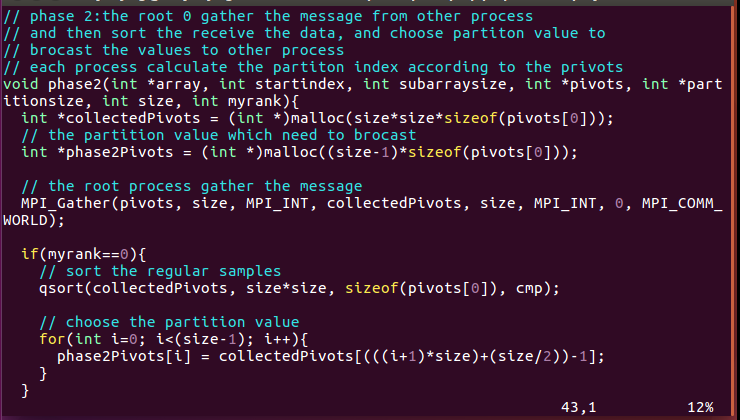 // phase 2:the root 0 gather the message from other process
// and then sort the receive the data, and choose partiton value to
// brocast the values to other process
// each process calculate the partiton index according to the privots
void phase2(int *array, int startindex, int subarraysize, int *pivots, int *part
itionsize, int size, int myrank){
  int *collectedPivots = (int *)malloc(size*size*sizeof(pivots[0]));
  // the partition value which need to brocast
  int *phase2Pivots = (int *)malloc((size-1)*sizeof(pivots[0]));

  // the root process gather the message
  MPI_Gather(pivots, size, MPI_INT, collectedPivots, size, MPI_INT, 0, MPI_COMM_
WORLD);

  if(myrank==0){
    // sort the regular samples
    qsort(collectedPivots, size*size, sizeof(pivots[0]), cmp);

    // choose the partition value
    for(int i=0; i<(size-1); i++){
      phase2Pivots[i] = collectedPivots[(((i+1)*size)+(size/2))-1];
    }
  }
43,1 12%